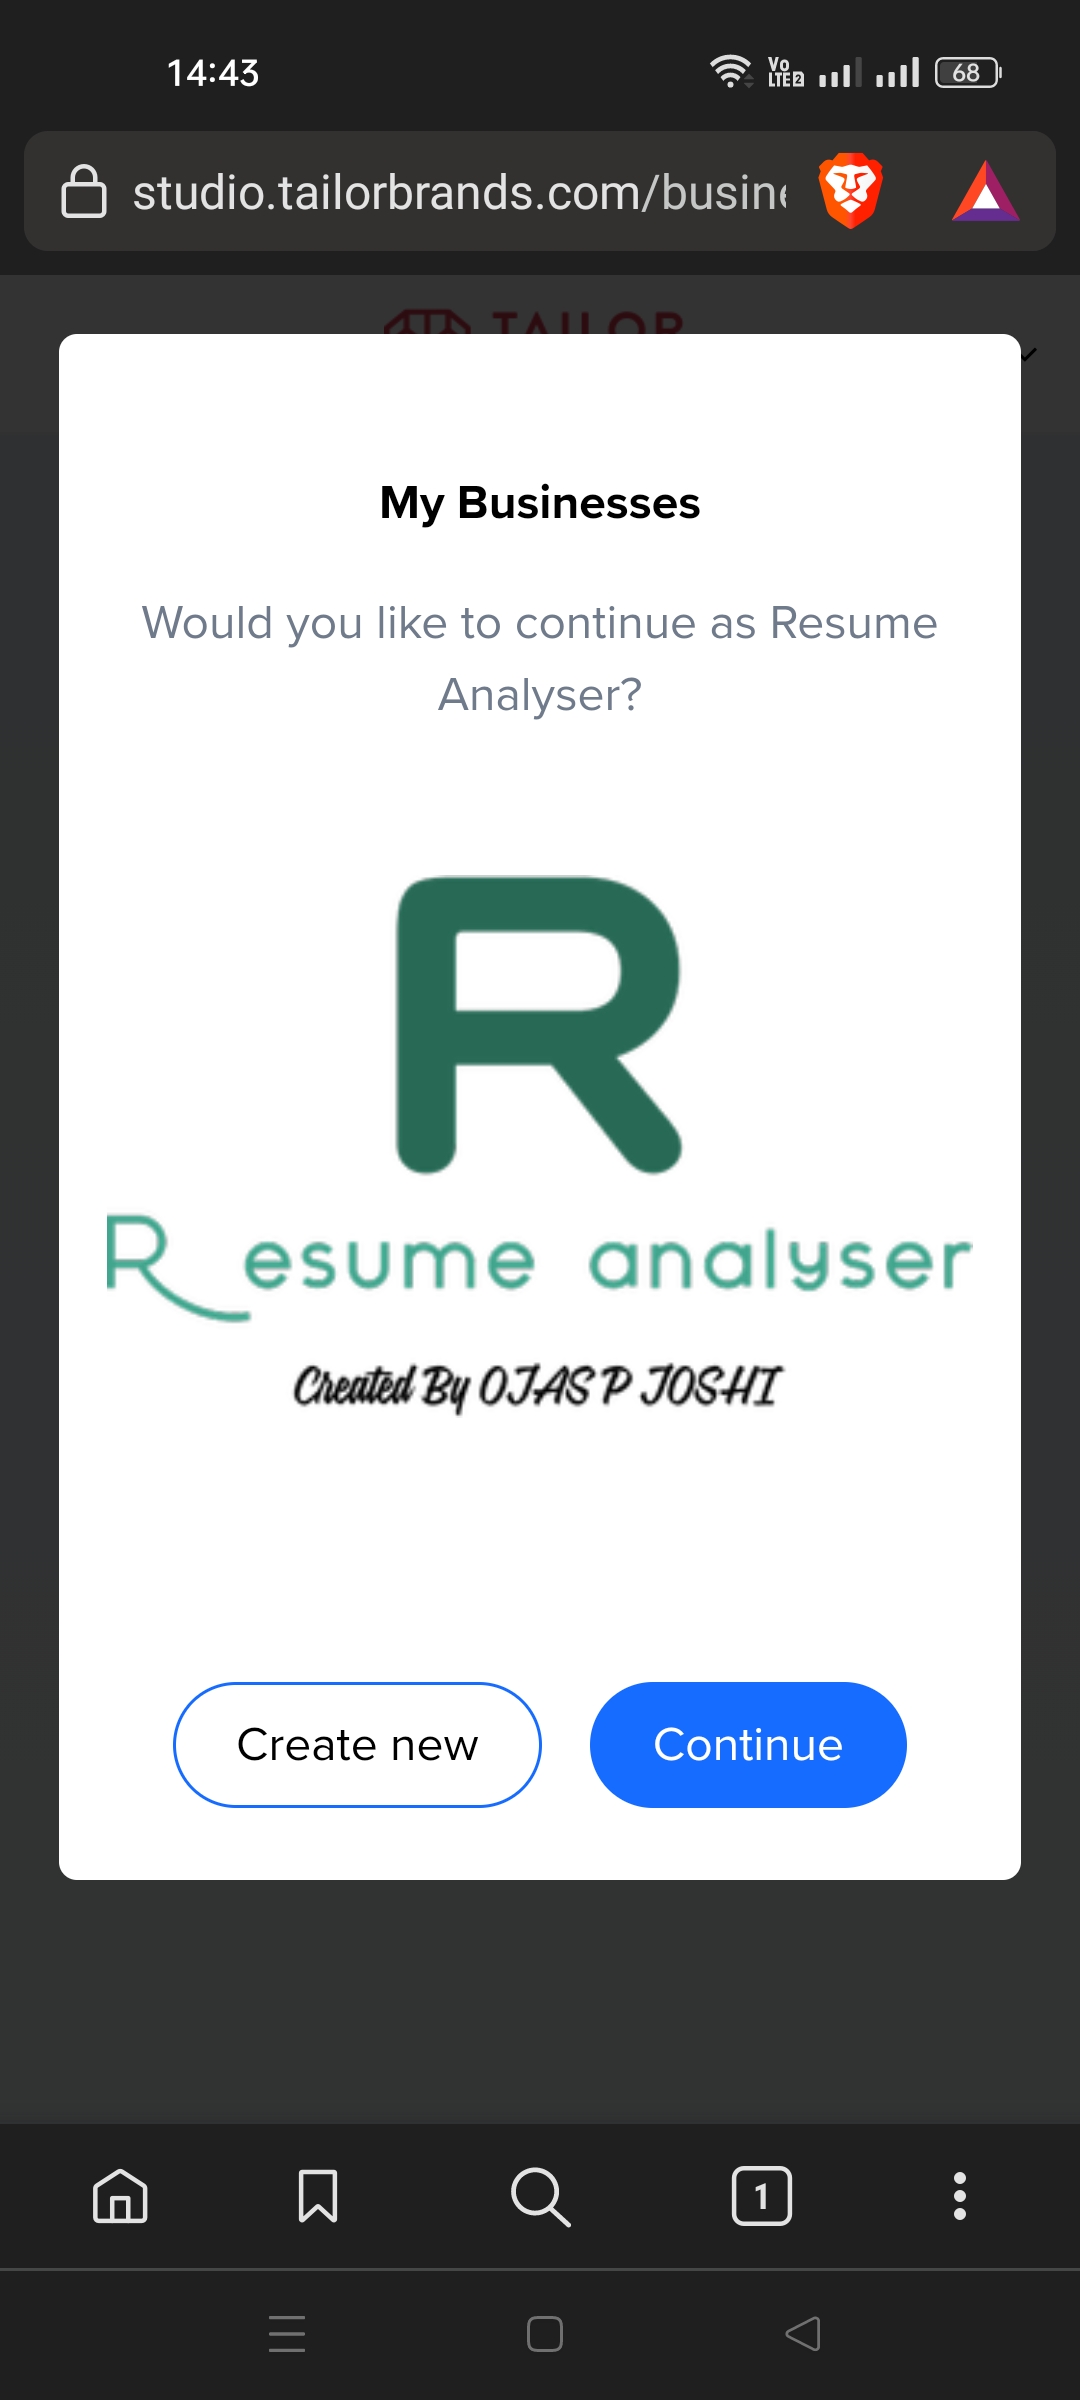 14:43
Vo
LTE2
68
studio.tailorbrands.com/busine
TAILOR
My Businesses
Would you like to continue as Resume
Analyser?
R
Resume analyser
Created By OJAS P JOSHI
Create new
Continue
1